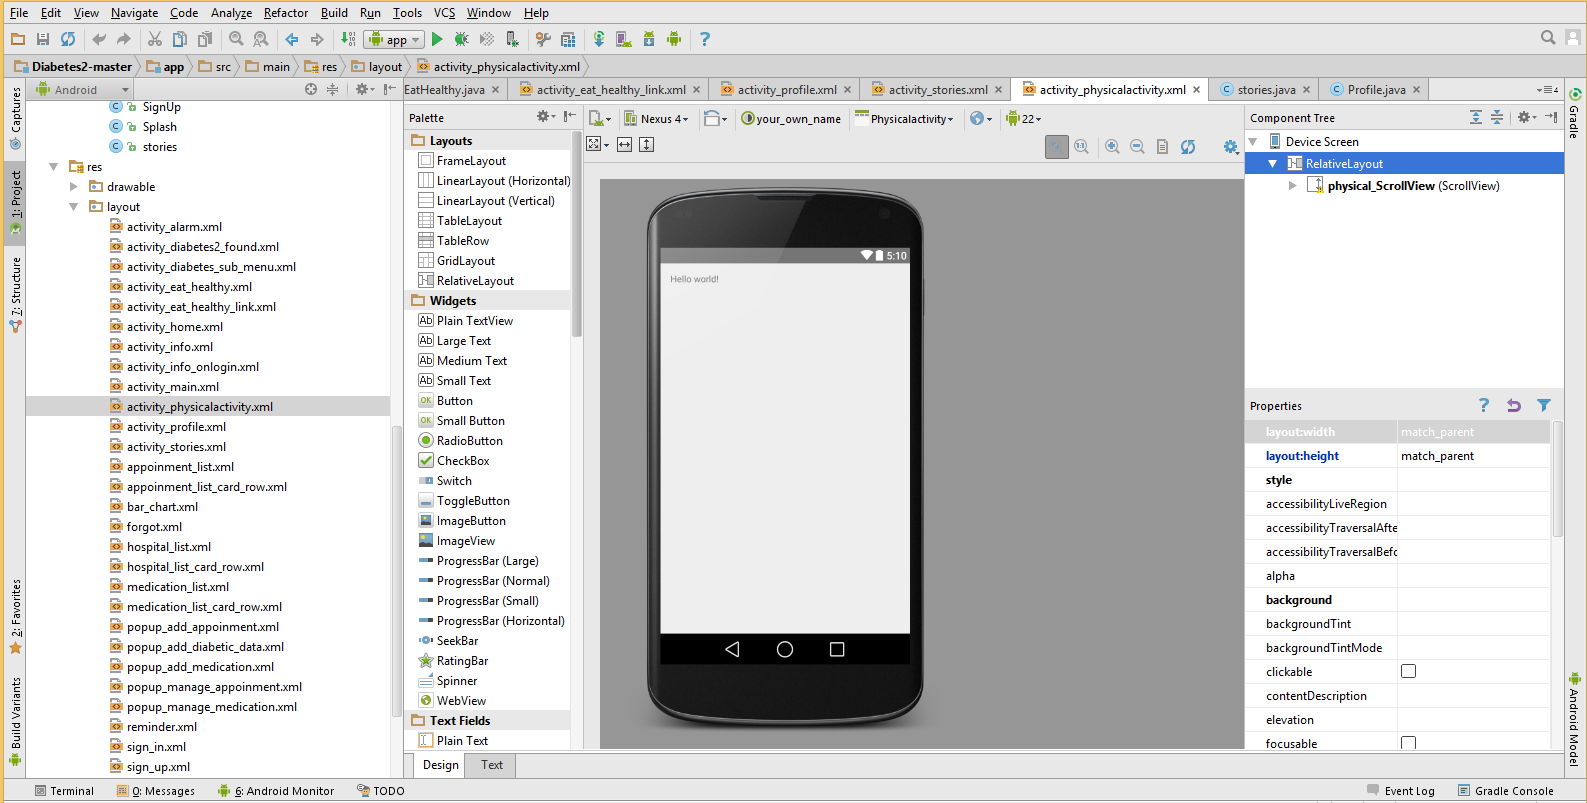 File Edit View Navigate Code Analyze Refactor Build Run Tools VCS Window Help
app
Diabetes2-master app src main res layout activity_physicalactivity.xml
Android
EatHealthy.java activity_eat_healthy_link.xml activity_profile.xml activity_stories.xml activity_physicalactivity.xml stories.java Profile.java
4
Captures
1: Project
7: Structure
2: Favorites
Build Variants
SignUp
Splash
stories
res
drawable
layout
activity_alarm.xml
activity_diabetes2_found.xml
activity_diabetes_sub_menu.xml
activity_eat_healthy.xml
activity_eat_healthy_link.xml
activity_home.xml
activity_info.xml
activity_info_onlogin.xml
activity_main.xml
activity_physicalactivity.xml
activity_profile.xml
activity_stories.xml
appoinment_list.xml
appoinment_list_card_row.xml
bar_chart.xml
forgot.xml
hospital_list.xml
hospital_list_card_row.xml
medication_list.xml
medication_list_card_row.xml
popup_add_appoinment.xml
popup_add_diabetic_data.xml
popup_add_medication.xml
popup_manage_appoinment.xml
popup_manage_medication.xml
reminder.xml
sign_in.xml
sign_up.xml
Palette
Layouts
FrameLayout
LinearLayout (Horizontal)
LinearLayout (Vertical)
TableLayout
TableRow
GridLayout
RelativeLayout
Widgets
Ab Plain TextView
Ab Large Text
Ab Medium Text
Ab Small Text
OK Button
OK Small Button
RadioButton
CheckBox
Switch
ToggleButton
ImageButton
ImageView
ProgressBar (Large)
ProgressBar (Normal)
ProgressBar (Small)
ProgressBar (Horizontal)
SeekBar
RatingBar
Spinner
WebView
Text Fields
Plain Text
Nexus 4 your_own_name Physicalactivity 22
1:1
5:10
Hello world!
Design Text
Component Tree
Device Screen
RelativeLayout
physical_ScrollView (ScrollView)
Properties
layout:width match_parent
layout:height match_parent
style
accessibilityLiveRegion
accessibilityTraversalAfte
accessibilityTraversalBefo
alpha
background
backgroundTint
backgroundTintMode
clickable
contentDescription
elevation
focusable
Gradle
Android Model
Terminal 0: Messages 6: Android Monitor TODO Event Log Gradle Console